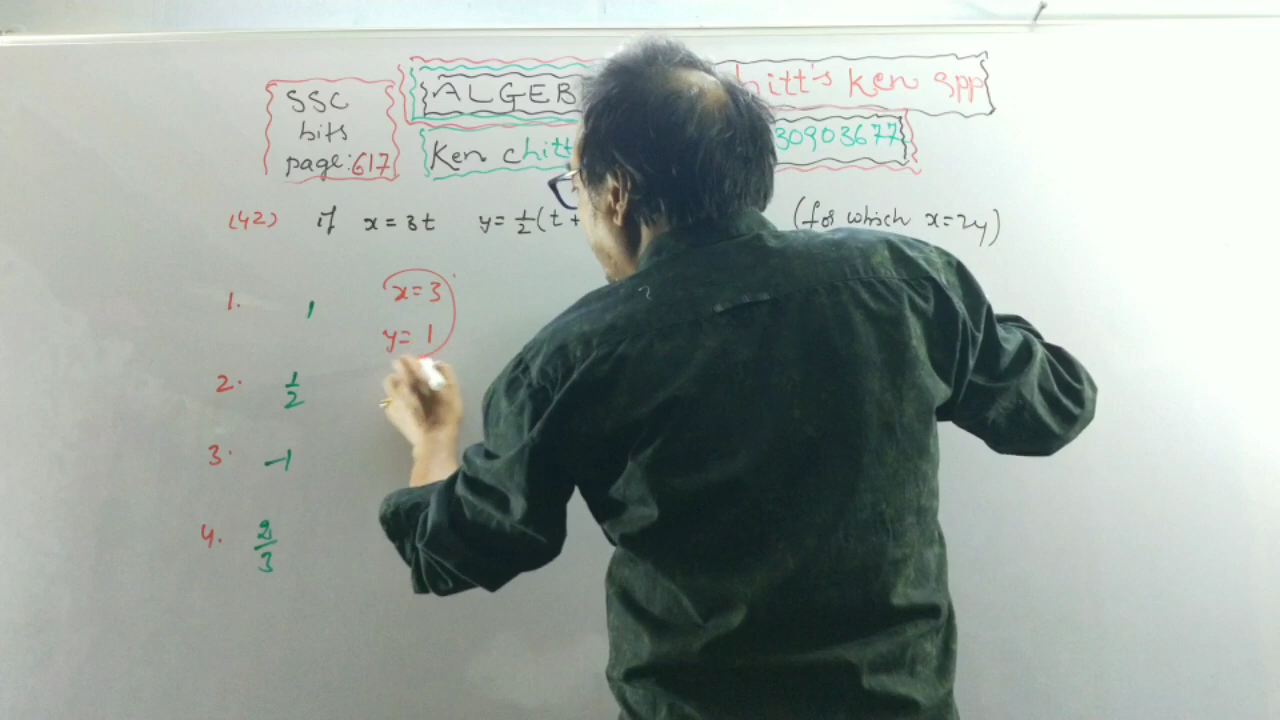 SSC
bits
page:617
ALGEB hitt's Ken app
Ken chitt 30903677
(42) if x=3t y=1/2(t+ (for which x=2y)
1. 1
x=3
y=1
2. 1/2
3. -1
4. 2/3